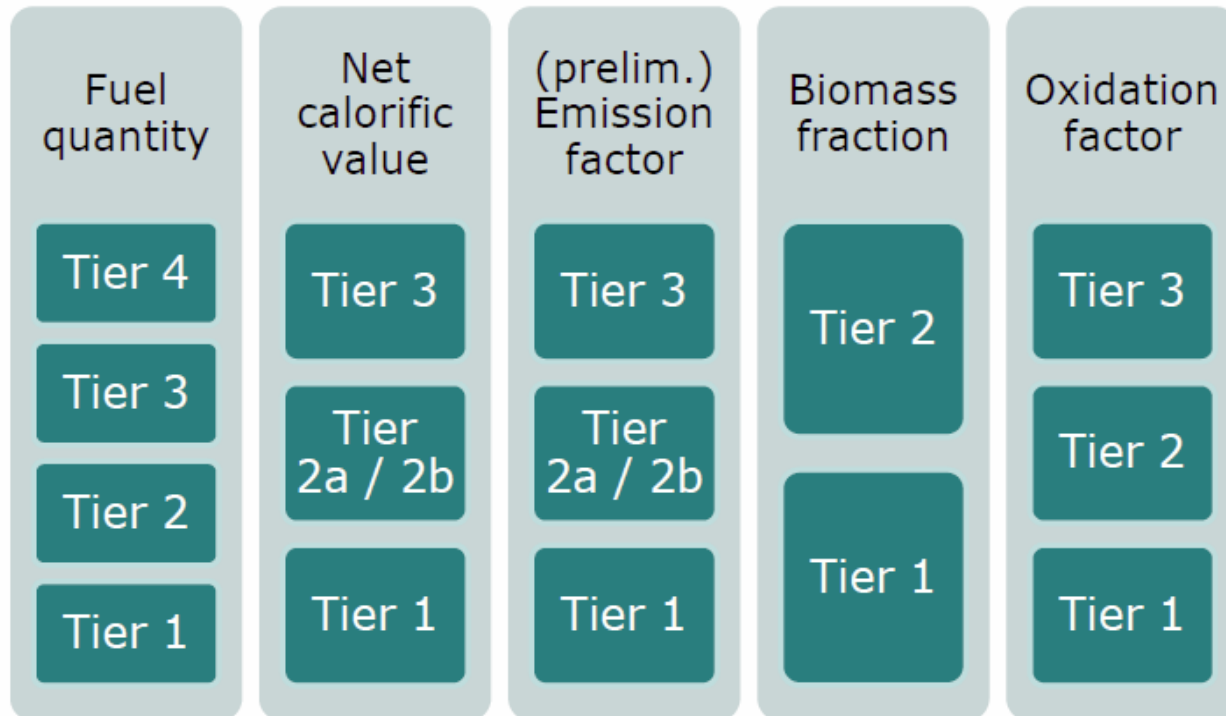 Fuel
quantity
Tier 4
Tier 3
Tier 2
Tier 1
Net
calorific
value
Tier 3
Tier
2a / 2b
Tier 1
(prelim.)
Emission
factor
Tier 3
Tier
2a / 2b
Tier 1
Biomass
fraction
Tier 2
Tier 1
Oxidation
factor
Tier 3
Tier 2
Tier 1